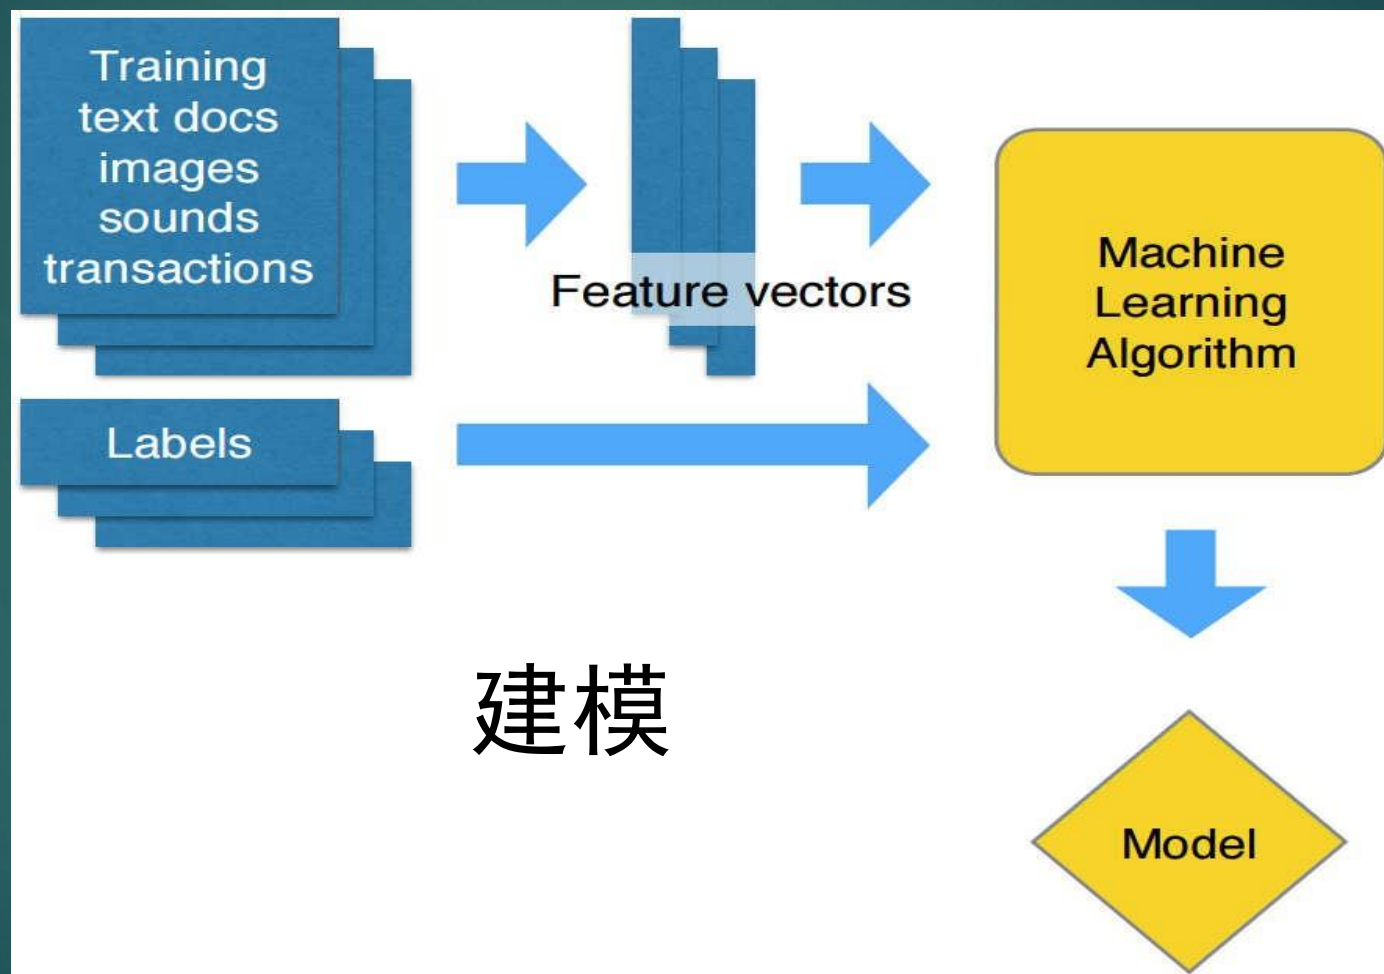 Training
text docs
images
sounds
transactions
Feature vectors
Machine
Learning
Algorithm
Labels
建模
Model